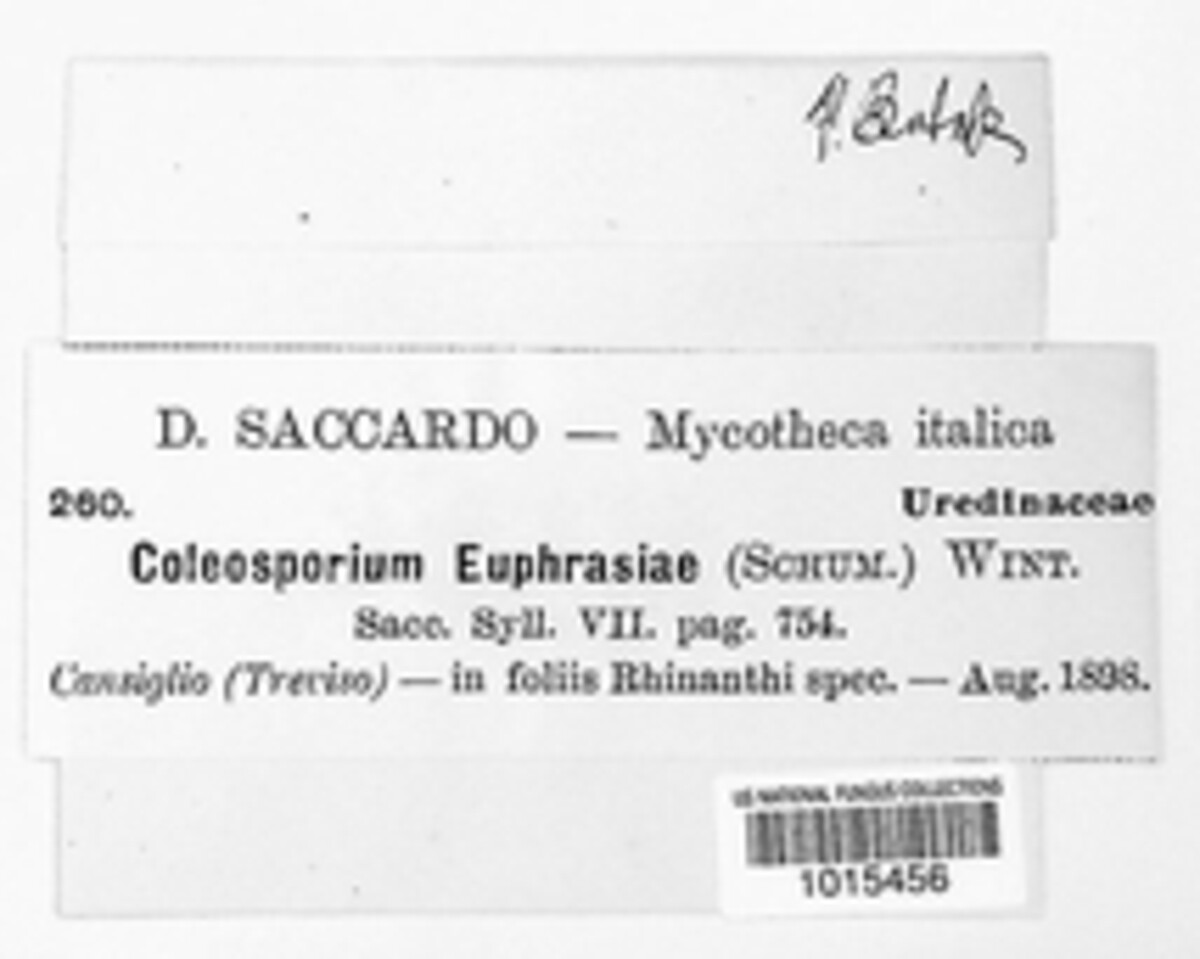 D. SACCARDO — Mycotheca italica
260. Uredinaceae
Coleosporium Euphrasiae (SCHUM.) WINT.
Sacc. Syll. VII. pag. 754.
Cansiglio (Treviso) — in foliis Rhinanthi spec. — Aug. 1898.
US NATIONAL FUNGUS COLLECTIONS
1015456